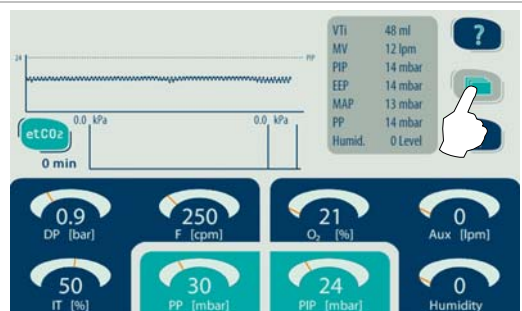 24
PIP
0.0 kPa
0.0 kPa
etCO2
0 min
VTi 48 ml
MV 12 lpm
PIP 14 mbar
EEP 14 mbar
MAP 13 mbar
PP 14 mbar
Humid. 0 Level
?
0.9
DP [bar]
250
F [cpm]
21
O₂ [%]
0
Aux [lpm]
50
IT [%]
30
PP [mbar]
24
PIP [mbar]
0
Humidity